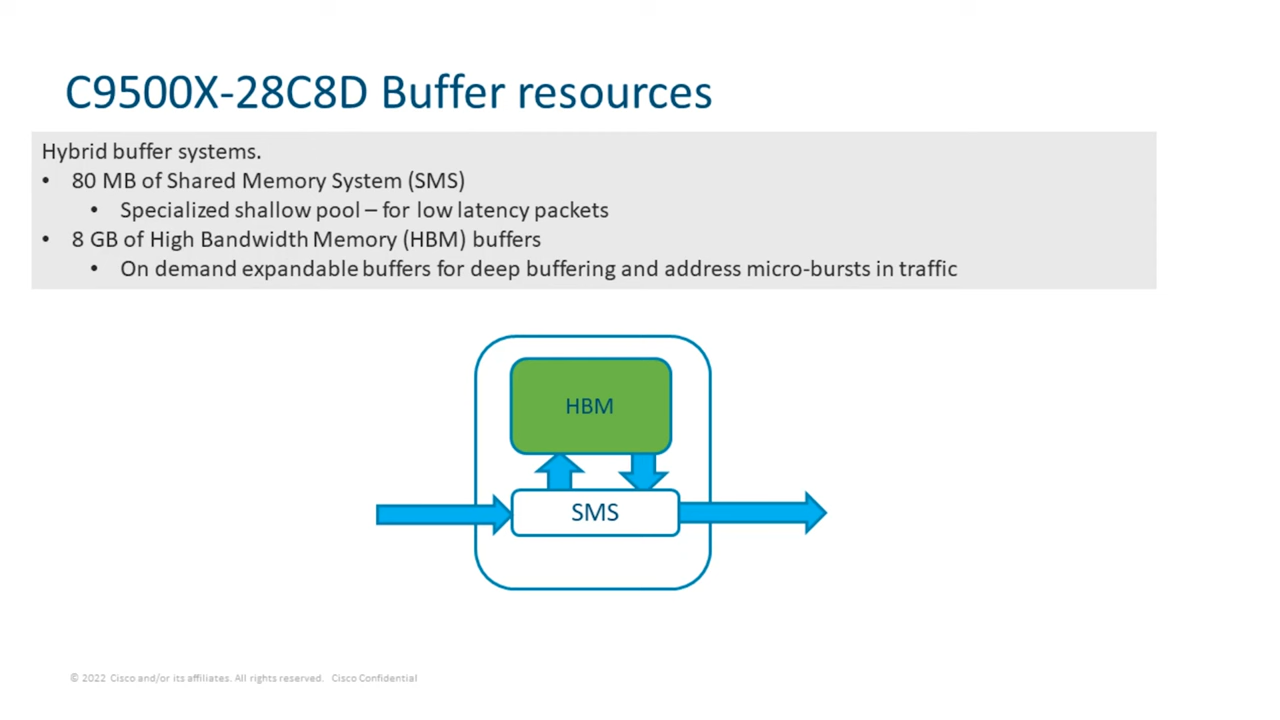 C9500X-28C8D Buffer resources
Hybrid buffer systems.
• 80 MB of Shared Memory System (SMS)
• Specialized shallow pool – for low latency packets
• 8 GB of High Bandwidth Memory (HBM) buffers
• On demand expandable buffers for deep buffering and address micro-bursts in traffic
HBM
SMS
© 2022 Cisco and/or its affiliates. All rights reserved. Cisco Confidential